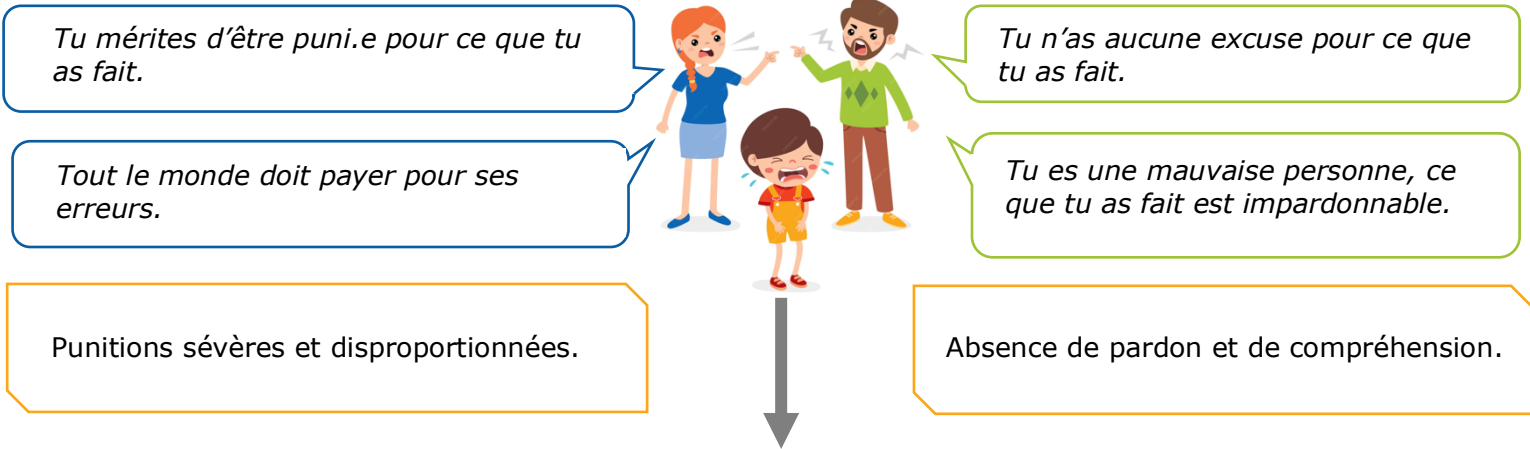 Tu mérites d'être puni.e pour ce que tu
as fait.
Tu n'as aucune excuse pour ce que
tu as fait.
Tout le monde doit payer pour ses
erreurs.
Tu es une mauvaise personne, ce
que tu as fait est impardonnable.
Punitions sévères et disproportionnées.
Absence de pardon et de compréhension.